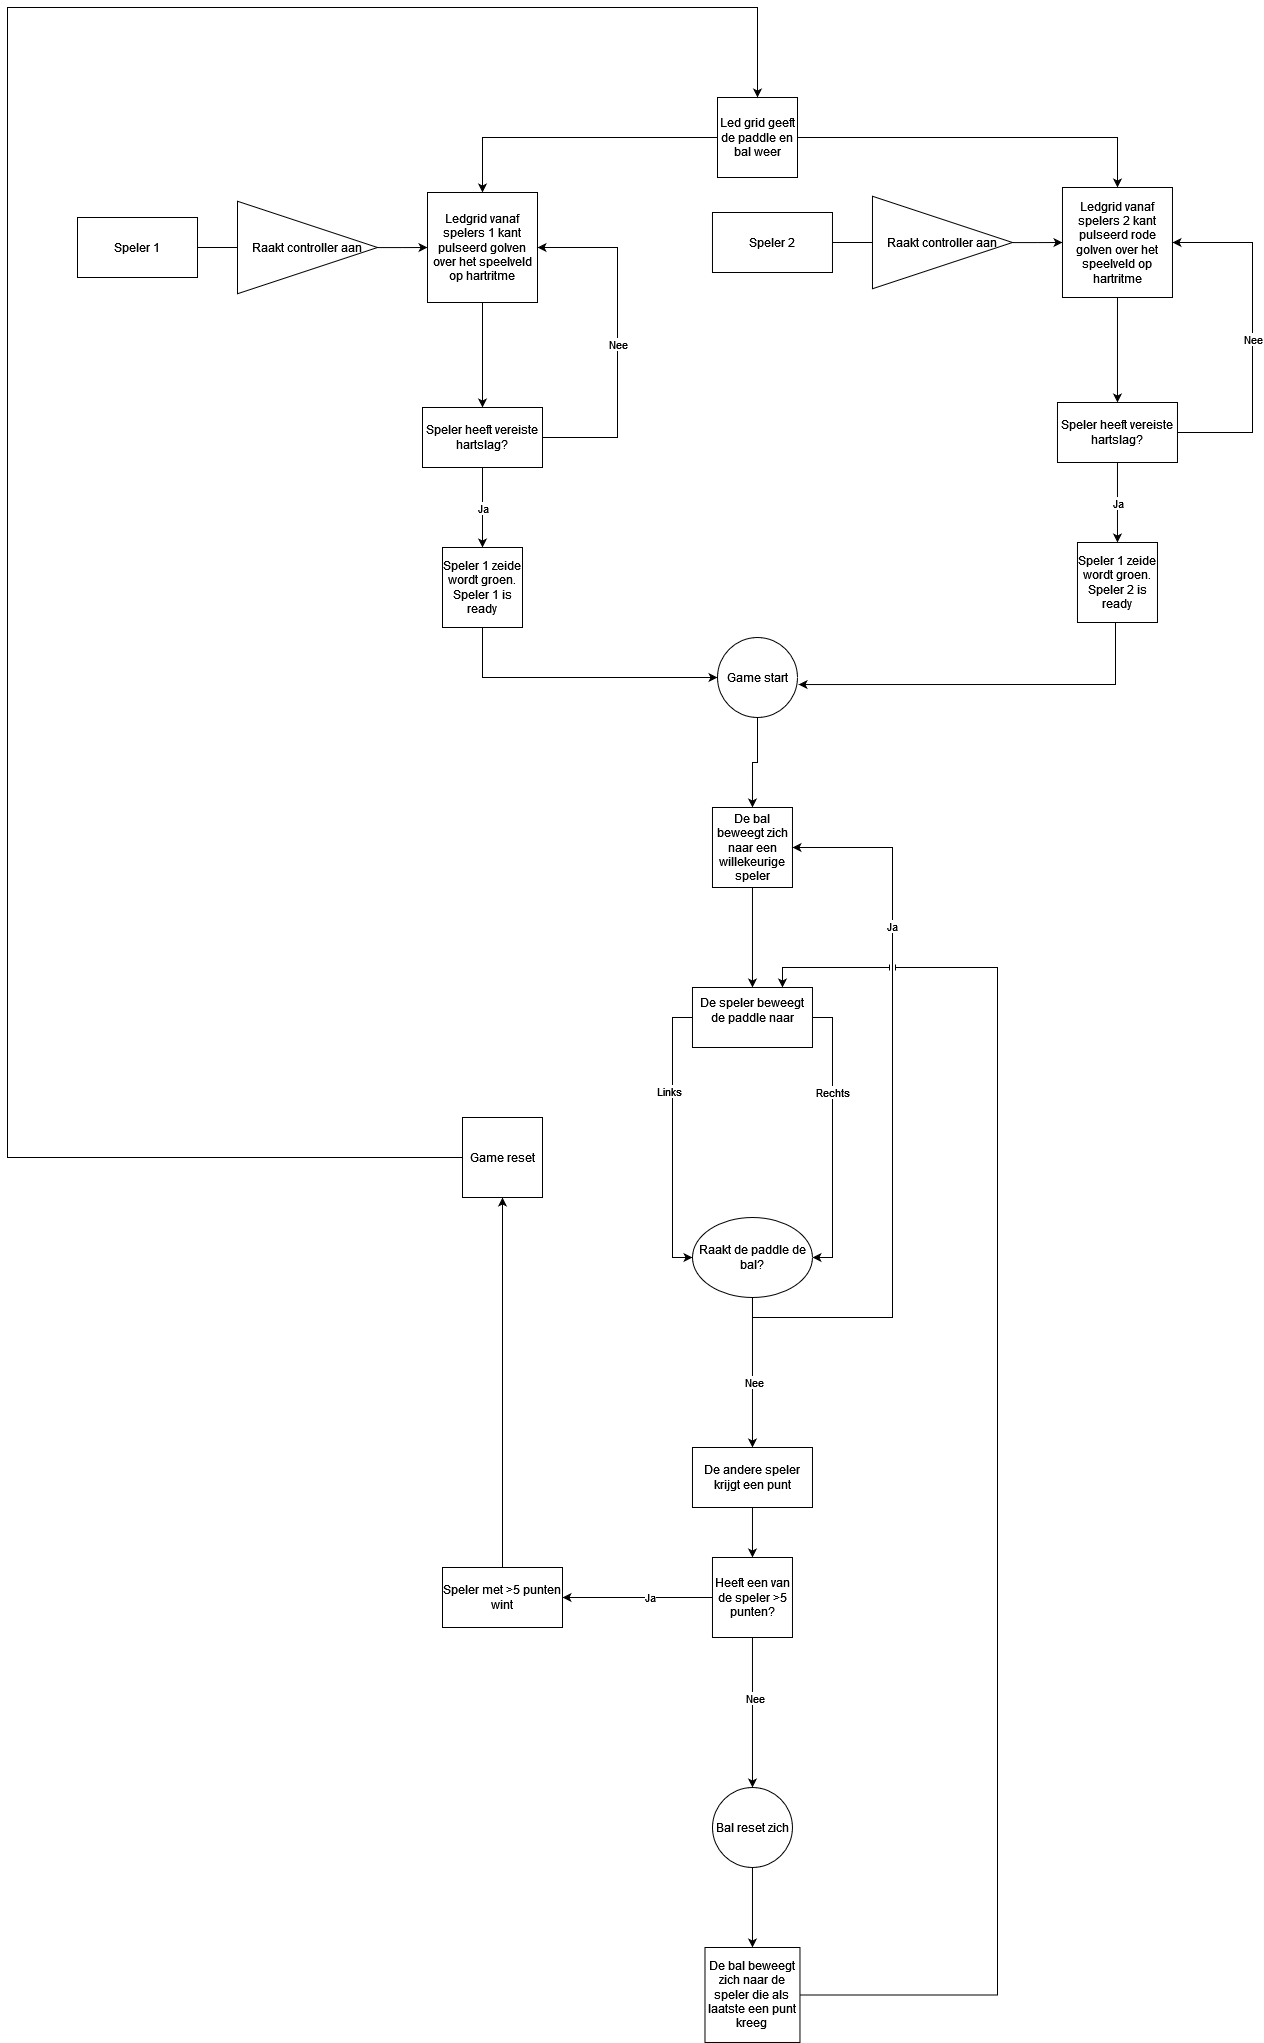 Led grid geeft
de paddle en
bal weer
Speler 1
Raakt controller aan
Ledgrid vanaf
spelers 1 kant
pulseerd golven
over het speelveld
op hartritme
Speler 2
Raakt controller aan
Ledgrid vanaf
spelers 2 kant
pulseerd rode
golven over het
speelveld op
hartritme
Nee
Nee
Speler heeft vereiste
hartslag?
Speler heeft vereiste
hartslag?
Ja
Ja
Speler 1 zeide
wordt groen.
Speler 1 is
ready
Speler 1 zeide
wordt groen.
Speler 2 is
ready
Game start
De bal
beweegt zich
naar een
willekeurige
speler
Ja
De speler beweegt
de paddle naar
Links
Rechts
Game reset
Raakt de paddle de
bal?
Nee
De andere speler
krijgt een punt
Speler met >5 punten
wint
Ja
Heeft een van
de speler >5
punten?
Nee
Bal reset zich
De bal beweegt
zich naar de
speler die als
laatste een punt
kreeg